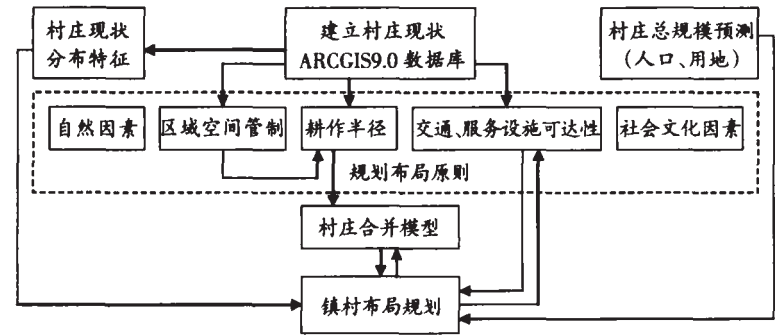 村庄现状
分布特征
建立村庄现状
ARCGIS9.0 数据库
村庄总规模预测
(人口、用地)
自然因素
区域空间管制
耕作半径
交通、服务设施可达性
社会文化因素
规划布局原则
村庄合并模型
镇村布局规划